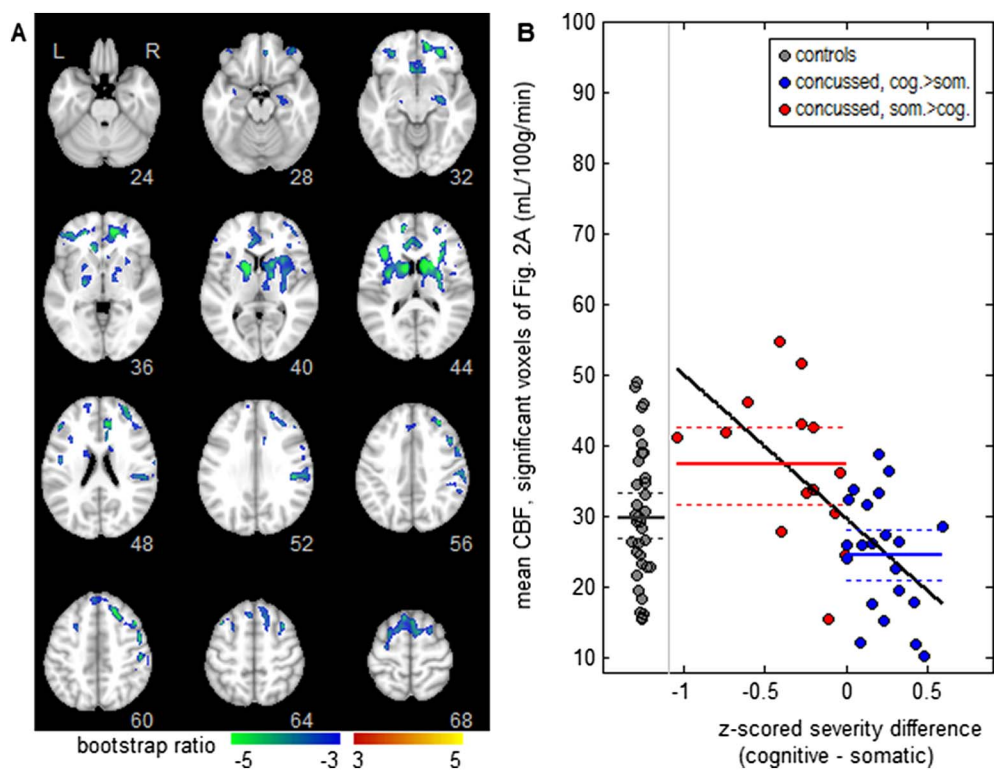 A
L R
24 28 32
36 40 44
48 52 56
60 64 68
bootstrap ratio
-5 -3 3 5
B
mean CBF, significant voxels of Fig. 2A (mL/100g/min)
100
90
80
70
60
50
40
30
20
10
controls
concussed, cog.>som.
concussed, som.>cog.
-1 -0.5 0 0.5
z-scored severity difference
(cognitive - somatic)